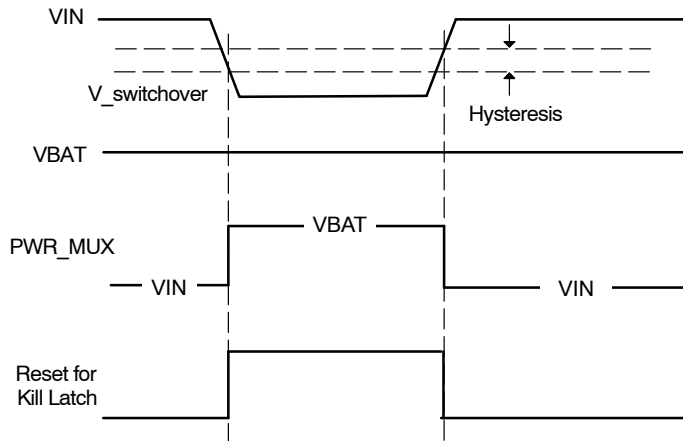 VIN
V_switchover
Hysteresis
VBAT
PWR_MUX
VIN
VBAT
VIN
Reset for
Kill Latch